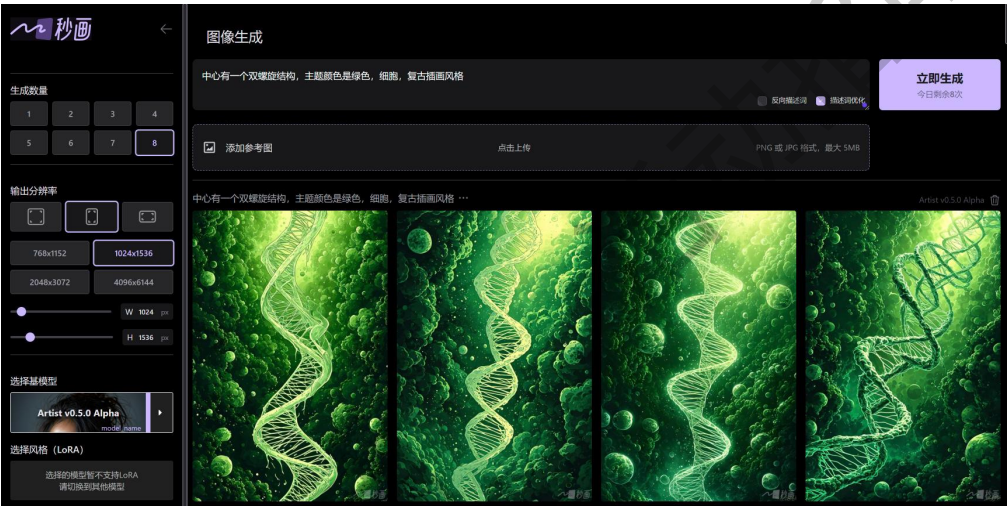 秒画
←
生成数量
1 2 3 4
5 6 7 8
输出分辨率
768x1152 1024x1536
2048x3072 4096x6144
W 1024 px
H 1536 px
选择基模型
Artist v0.5.0 Alpha
model_name
选择风格（LoRA）
选择的模型暂不支持LoRA
请切换到其他模型
图像生成
中心有一个双螺旋结构，主题颜色是绿色，细胞，复古插画风格
反向描述词 描述词优化
立即生成
今日剩余8次
添加参考图 点击上传 PNG 或 JPG 格式，最大 5MB
中心有一个双螺旋结构，主题颜色是绿色，细胞，复古插画风格 ···
Artist v0.5.0 Alpha
秒画 秒画 秒画 秒画